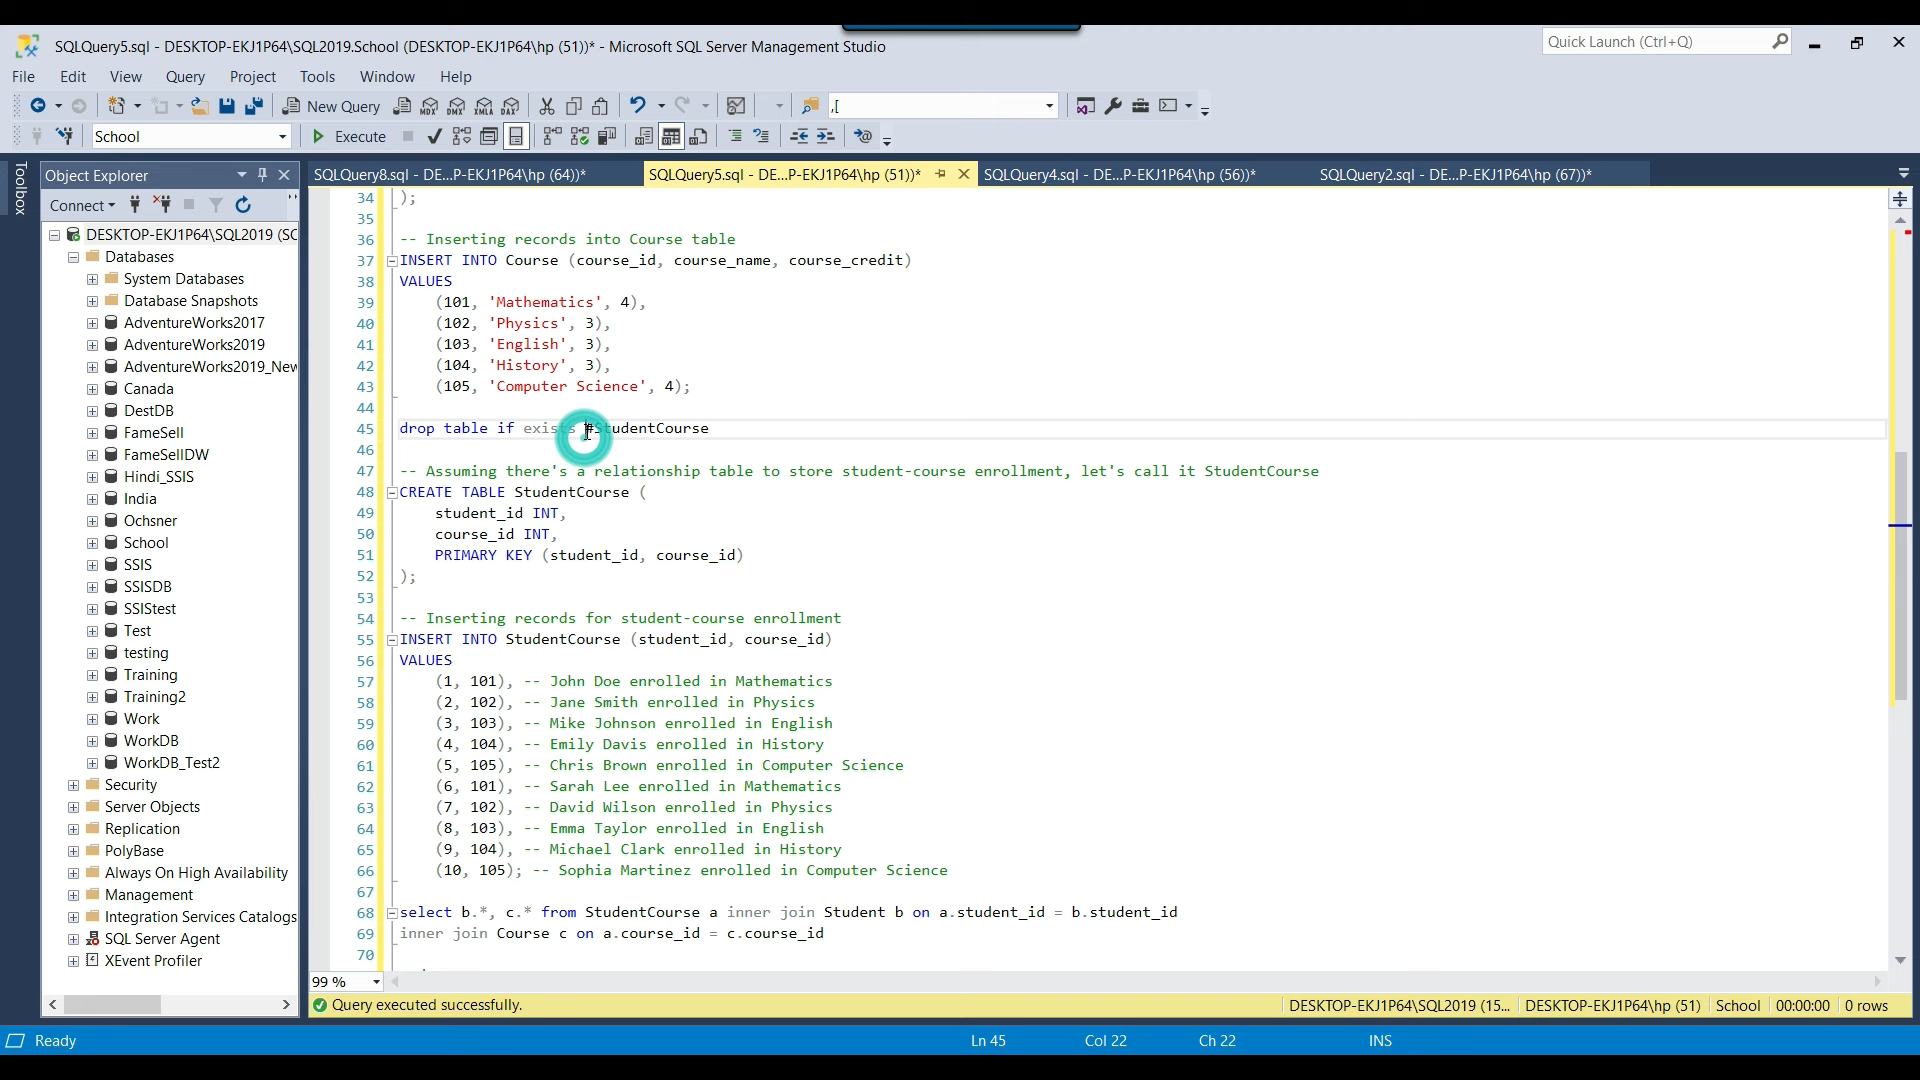 SQLQuery5.sql - DESKTOP-EKJ1P64\SQL2019.School (DESKTOP-EKJ1P64\hp (51))* - Microsoft SQL Server Management Studio
Quick Launch (Ctrl+Q)
File Edit View Query Project Tools Window Help
New Query MDX DMX XMLA DAX ,[
School Execute
Toolbox
Object Explorer
Connect
DESKTOP-EKJ1P64\SQL2019 (SC
Databases
System Databases
Database Snapshots
AdventureWorks2017
AdventureWorks2019
AdventureWorks2019_New
Canada
DestDB
FameSell
FameSellDW
Hindi_SSIS
India
Ochsner
School
SSIS
SSISDB
SSIStest
Test
testing
Training
Training2
Work
WorkDB
WorkDB_Test2
Security
Server Objects
Replication
PolyBase
Always On High Availability
Management
Integration Services Catalogs
SQL Server Agent
XEvent Profiler
SQLQuery8.sql - DE...P-EKJ1P64\hp (64))* SQLQuery5.sql - DE...P-EKJ1P64\hp (51))* SQLQuery4.sql - DE...P-EKJ1P64\hp (56))* SQLQuery2.sql - DE...P-EKJ1P64\hp (67))*
34 );
35
36 -- Inserting records into Course table
37 INSERT INTO Course (course_id, course_name, course_credit)
38 VALUES
39 (101, 'Mathematics', 4),
40 (102, 'Physics', 3),
41 (103, 'English', 3),
42 (104, 'History', 3),
43 (105, 'Computer Science', 4);
44
45 drop table if exists #StudentCourse
46
47 -- Assuming there's a relationship table to store student-course enrollment, let's call it StudentCourse
48 CREATE TABLE StudentCourse (
49 student_id INT,
50 course_id INT,
51 PRIMARY KEY (student_id, course_id)
52 );
53
54 -- Inserting records for student-course enrollment
55 INSERT INTO StudentCourse (student_id, course_id)
56 VALUES
57 (1, 101), -- John Doe enrolled in Mathematics
58 (2, 102), -- Jane Smith enrolled in Physics
59 (3, 103), -- Mike Johnson enrolled in English
60 (4, 104), -- Emily Davis enrolled in History
61 (5, 105), -- Chris Brown enrolled in Computer Science
62 (6, 101), -- Sarah Lee enrolled in Mathematics
63 (7, 102), -- David Wilson enrolled in Physics
64 (8, 103), -- Emma Taylor enrolled in English
65 (9, 104), -- Michael Clark enrolled in History
66 (10, 105); -- Sophia Martinez enrolled in Computer Science
67
68 select b.*, c.* from StudentCourse a inner join Student b on a.student_id = b.student_id
69 inner join Course c on a.course_id = c.course_id
70
99 %
Query executed successfully. DESKTOP-EKJ1P64\SQL2019 (15... DESKTOP-EKJ1P64\hp (51) School 00:00:00 0 rows
Ready Ln 45 Col 22 Ch 22 INS